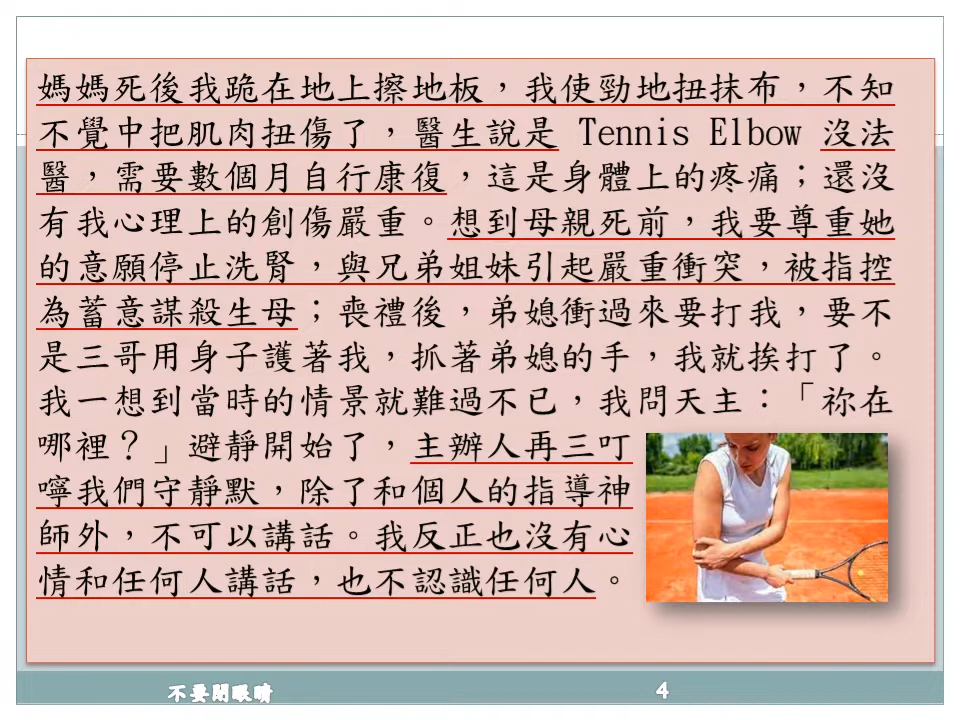 媽媽死後我跪在地上擦地板，我使勁地扭抹布，不知
不覺中把肌肉扭傷了，醫生說是 Tennis Elbow 沒法
醫，需要數個月自行康復，這是身體上的疼痛；還沒
有我心理上的創傷嚴重。想到母親死前，我要尊重她
的意願停止洗腎，與兄弟姐妹引起嚴重衝突，被指控
為蓄意謀殺生母；喪禮後，弟媳衝過來要打我，要不
是三哥用身子護著我，抓著弟媳的手，我就挨打了。
我一想到當時的情景就難過不已，我問天主：「祢在
哪裡？」避靜開始了，主辦人再三叮
嚀我們守靜默，除了和個人的指導神
師外，不可以講話。我反正也沒有心
情和任何人講話，也不認識任何人。
不要閉眼睛
4